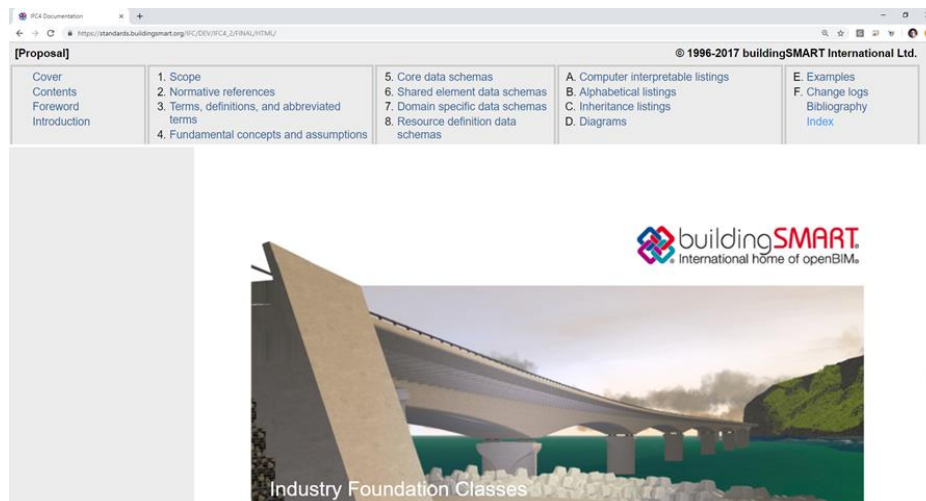 IFC4 Documentation
https://standards.buildingsmart.org/IFC/DEV/IFC4_2/FINAL/HTML/
[Proposal]
© 1996-2017 buildingSMART International Ltd.
Cover
Contents
Foreword
Introduction
1. Scope
2. Normative references
3. Terms, definitions, and abbreviated
terms
4. Fundamental concepts and assumptions
5. Core data schemas
6. Shared element data schemas
7. Domain specific data schemas
8. Resource definition data
schemas
A. Computer interpretable listings
B. Alphabetical listings
C. Inheritance listings
D. Diagrams
E. Examples
F. Change logs
Bibliography
Index
buildingSMART.
International home of openBIM®
Industry Foundation Classes